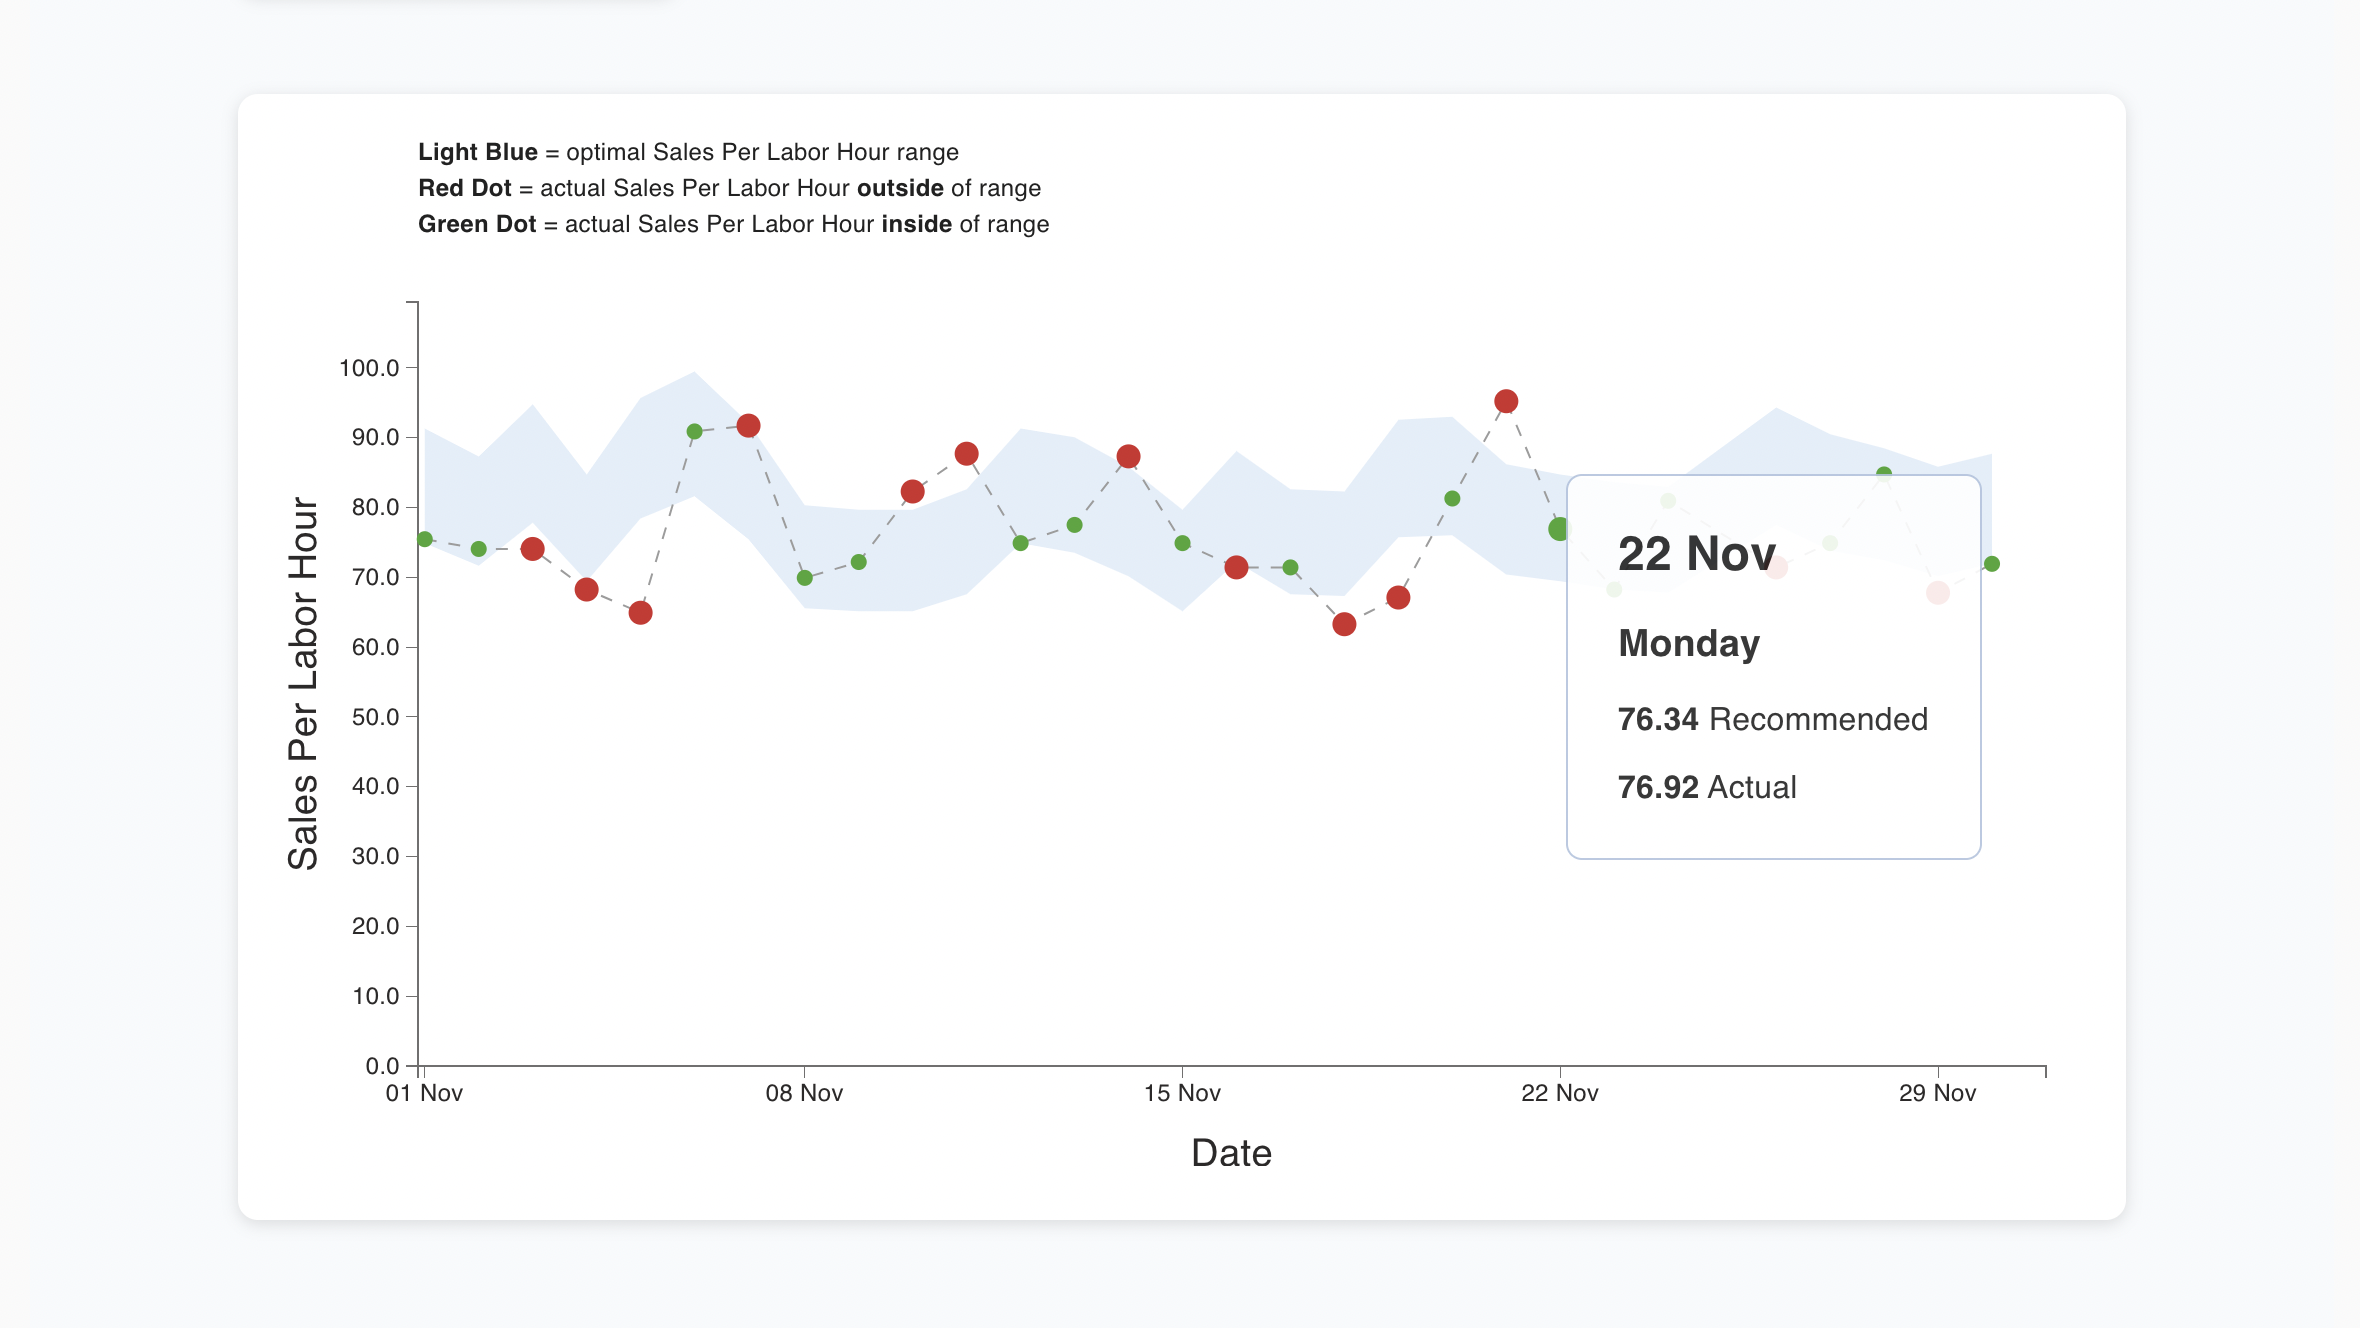 Light Blue = optimal Sales Per Labor Hour range
Red Dot = actual Sales Per Labor Hour outside of range
Green Dot = actual Sales Per Labor Hour inside of range
100.0
90.0
80.0
70.0
60.0
50.0
40.0
30.0
20.0
10.0
0.0
Sales Per Labor Hour
22 Nov
Monday
76.34 Recommended
76.92 Actual
01 Nov
08 Nov
15 Nov
22 Nov
29 Nov
Date